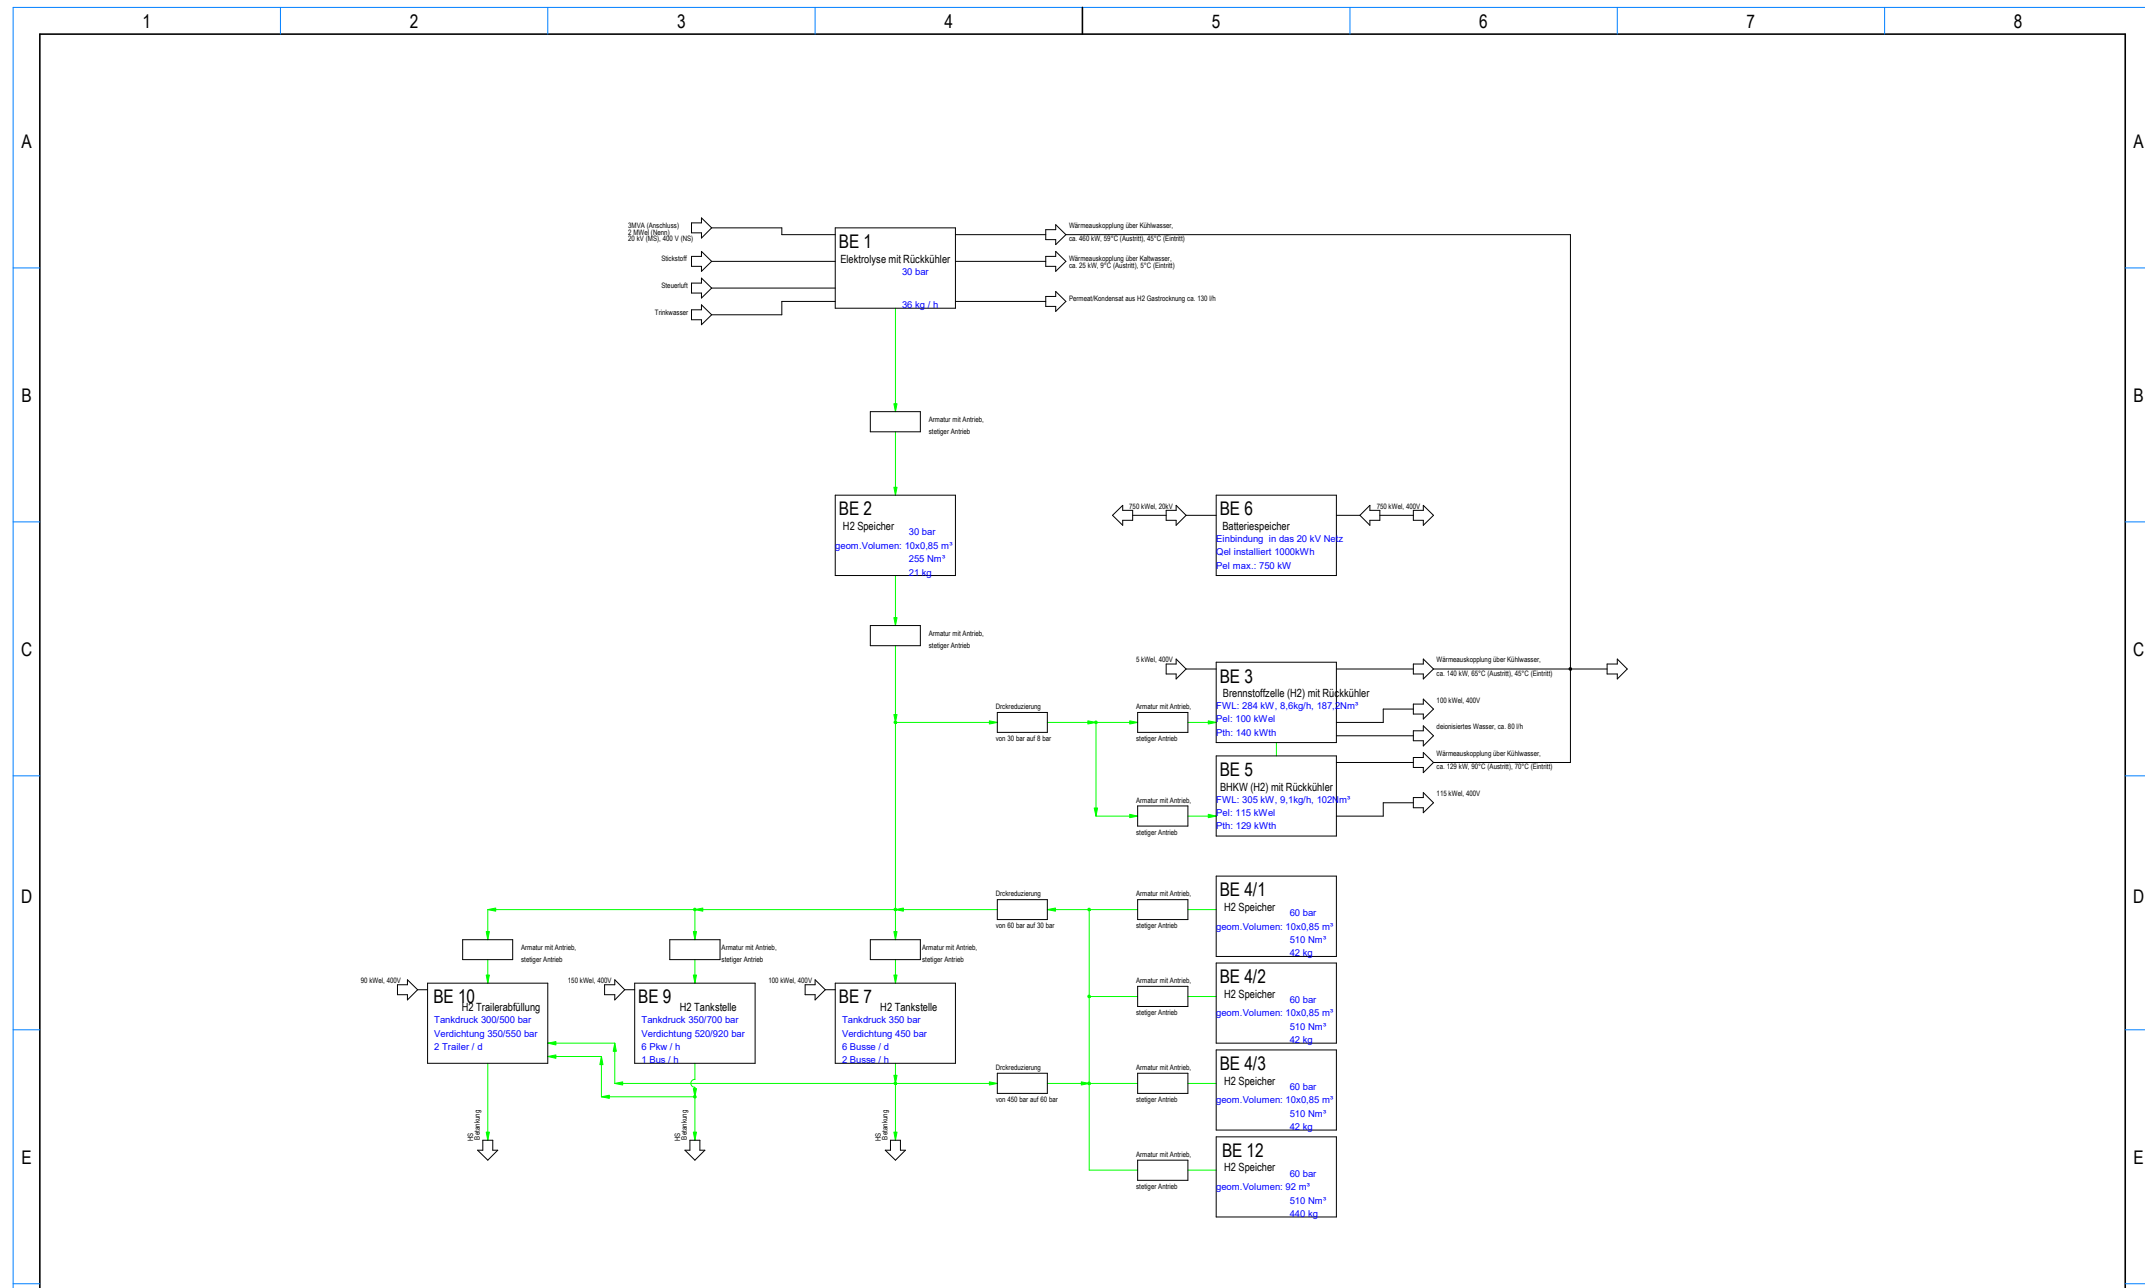 1 2 3 4 5 6 7 8
A A
3MVA (Anschluss)
2 MWel (Nenn)
20 kV (MS), 400 V (NS)
Stickstoff
Steuerluft
Trinkwasser
BE 1
Elektrolyse mit Rückkühler
30 bar
36 kg / h
Wärmeauskopplung über Kühlwasser,
ca. 460 kW, 59°C (Austritt), 45°C (Eintritt)
Wärmeauskopplung über Kaltwasser,
ca. 25 kW, 9°C (Austritt), 5°C (Eintritt)
Permeat/Kondensat aus H2 Gastrocknung ca. 130 l/h
B B
Armatur mit Antrieb,
stetiger Antrieb
BE 2
H2 Speicher
30 bar
geom.Volumen: 10x0,85 m³
255 Nm³
21 kg
750 kWel, 20kV
BE 6
Batteriespeicher
Einbindung in das 20 kV Netz
Qel installiert 1000kWh
Pel max.: 750 kW
750 kWel, 400V
C C
Armatur mit Antrieb,
stetiger Antrieb
5 kWel, 400V
BE 3
Brennstoffzelle (H2) mit Rückkühler
FWL: 284 kW, 8,6kg/h, 187,2Nm³
Pel: 100 kWel
Pth: 140 kWth
Wärmeauskopplung über Kühlwasser,
ca. 140 kW, 65°C (Austritt), 45°C (Eintritt)
100 kWel, 400V
deionisiertes Wasser, ca. 80 l/h
Drckreduzierung
von 30 bar auf 8 bar
Armatur mit Antrieb,
stetiger Antrieb
BE 5
BHKW (H2) mit Rückkühler
FWL: 305 kW, 9,1kg/h, 102Nm³
Pel: 115 kWel
Pth: 129 kWth
Wärmeauskopplung über Kühlwasser,
ca. 129 kW, 90°C (Austritt), 70°C (Eintritt)
115 kWel, 400V
Armatur mit Antrieb,
stetiger Antrieb
D D
Drckreduzierung
von 60 bar auf 30 bar
Armatur mit Antrieb,
stetiger Antrieb
BE 4/1
H2 Speicher
60 bar
geom.Volumen: 10x0,85 m³
510 Nm³
42 kg
Armatur mit Antrieb,
stetiger Antrieb
Armatur mit Antrieb,
stetiger Antrieb
Armatur mit Antrieb,
stetiger Antrieb
90 kWel, 400V
BE 10
H2 Trailerabfüllung
Tankdruck 300/500 bar
Verdichtung 350/550 bar
2 Trailer / d
150 kWel, 400V
BE 9
H2 Tankstelle
Tankdruck 350/700 bar
Verdichtung 520/920 bar
6 Pkw / h
1 Bus / h
100 kWel, 400V
BE 7
H2 Tankstelle
Tankdruck 350 bar
Verdichtung 450 bar
6 Busse / d
2 Busse / h
Armatur mit Antrieb,
stetiger Antrieb
BE 4/2
H2 Speicher
60 bar
geom.Volumen: 10x0,85 m³
510 Nm³
42 kg
Drckreduzierung
von 450 bar auf 60 bar
Armatur mit Antrieb,
stetiger Antrieb
BE 4/3
H2 Speicher
60 bar
geom.Volumen: 10x0,85 m³
510 Nm³
42 kg
E E
HS
Betankung
HS
Betankung
HS
Betankung
Armatur mit Antrieb,
stetiger Antrieb
BE 12
H2 Speicher
60 bar
geom.Volumen: 92 m³
510 Nm³
440 kg